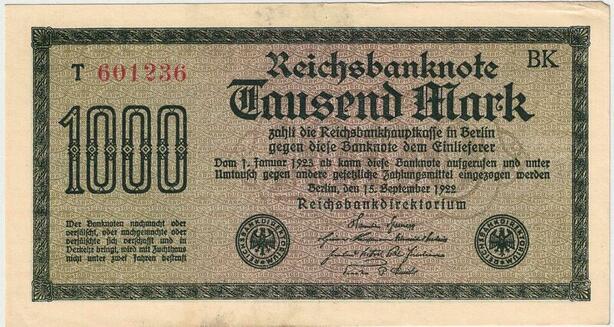 T 601236
Reichsbanknote
BK
Tausend Mark
1000
zahlt die Reichsbankhauptkasse in Berlin
gegen diese Banknote dem Einlieferer
Vom 1. Januar 1923 ab kann diese Banknote aufgerufen und unter
Umtausch gegen andere gesetzliche Zahlungsmittel eingezogen werden
Berlin, den 15. September 1922
Reichsbankdirektorium
Wer Banknoten nachmacht oder
verfälscht, oder nachgemachte oder
verfälschte sich verschafft und in
Verkehr bringt, wird mit Zuchthaus
nicht unter zwei Jahren bestraft
REICHSBANKDIREKTORIUM
REICHSBANKDIREKTORIUM